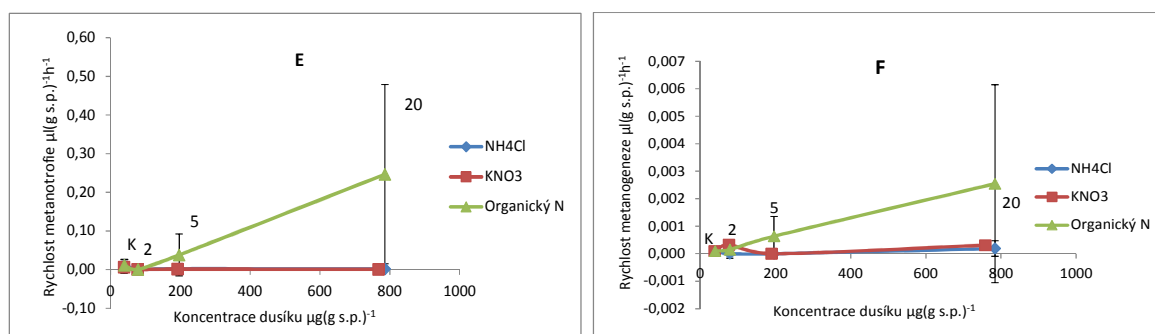 E
Rychlost metanotrofie µl(g s.p.)-1h-1
0,60
0,50
0,40
0,30
0,20
0,10
0,00
-0,10
K
2
5
20
0
200
400
600
800
1000
Koncentrace dusíku µg(g s.p.)-1
NH4Cl
KNO3
Organický N
F
Rychlost metanogeneze µl(g s.p.)-1h-1
0,007
0,006
0,005
0,004
0,003
0,002
0,001
0,000
-0,001
-0,002
K
2
5
20
0
200
400
600
800
1000
Koncentrace dusíku µg(g s.p.)-1
NH4Cl
KNO3
Organický N